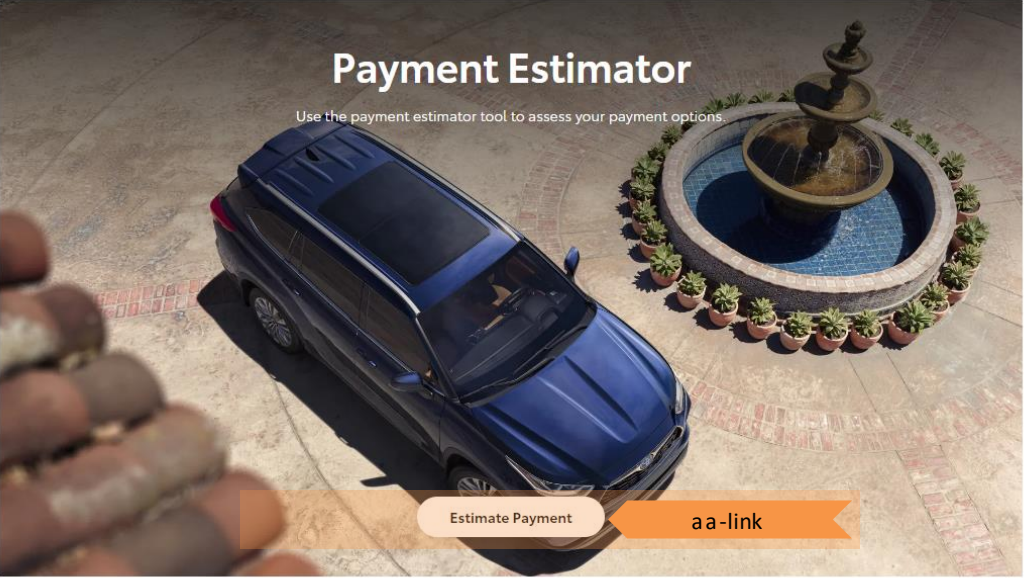 Payment Estimator
Use the payment estimator tool to assess your payment options.
Estimate Payment
aa-link